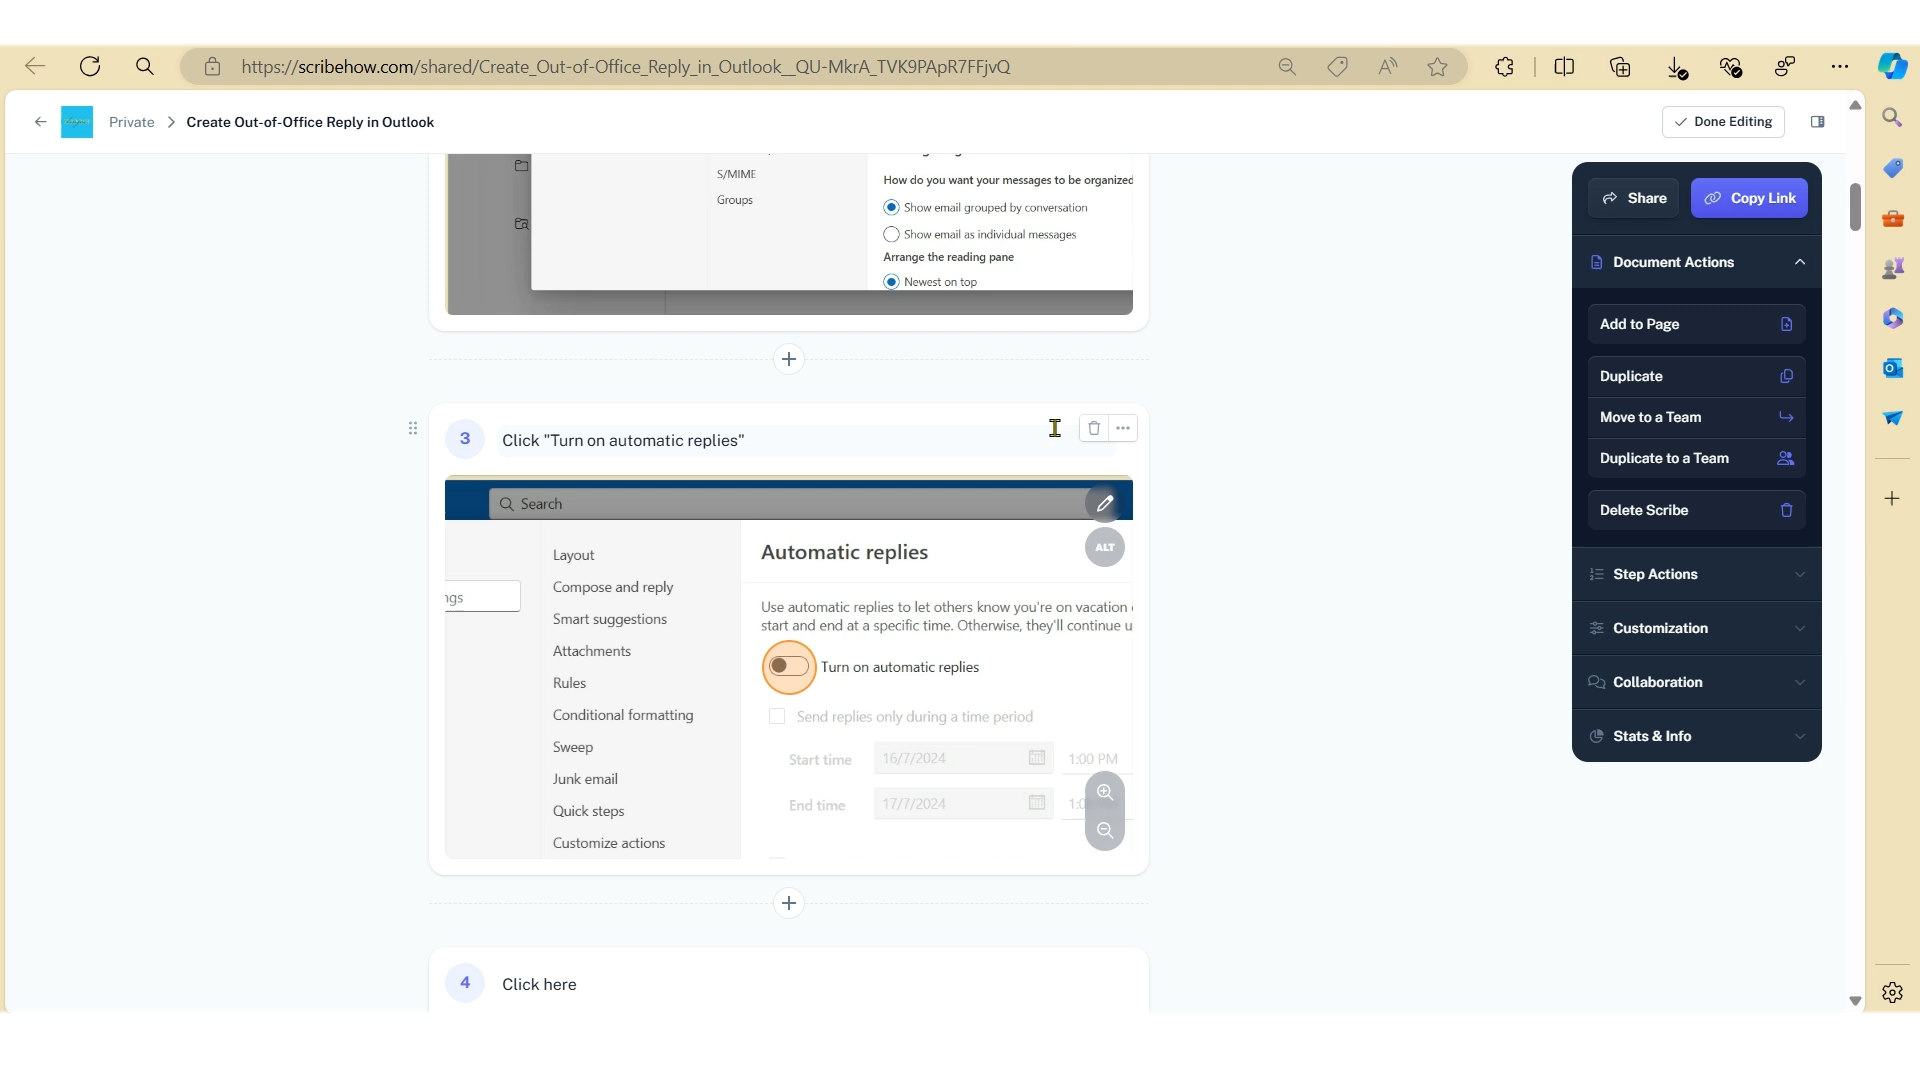 https://scribehow.com/shared/Create_Out-of-Office_Reply_in_Outlook__QU-MkrA_TVK9PApR7FFjvQ
Private > Create Out-of-Office Reply in Outlook
Done Editing
S/MIME
Groups
How do you want your messages to be organized
Show email grouped by conversation
Show email as individual messages
Arrange the reading pane
Newest on top
3
Click "Turn on automatic replies"
Search
ALT
ngs
Layout
Compose and reply
Smart suggestions
Attachments
Rules
Conditional formatting
Sweep
Junk email
Quick steps
Customize actions
Automatic replies
Use automatic replies to let others know you're on vacation
start and end at a specific time. Otherwise, they'll continue u
Turn on automatic replies
Send replies only during a time period
Start time 16/7/2024 1:00 PM
End time 17/7/2024
4
Click here
Share
Copy Link
Document Actions
Add to Page
Duplicate
Move to a Team
Duplicate to a Team
Delete Scribe
Step Actions
Customization
Collaboration
Stats & Info